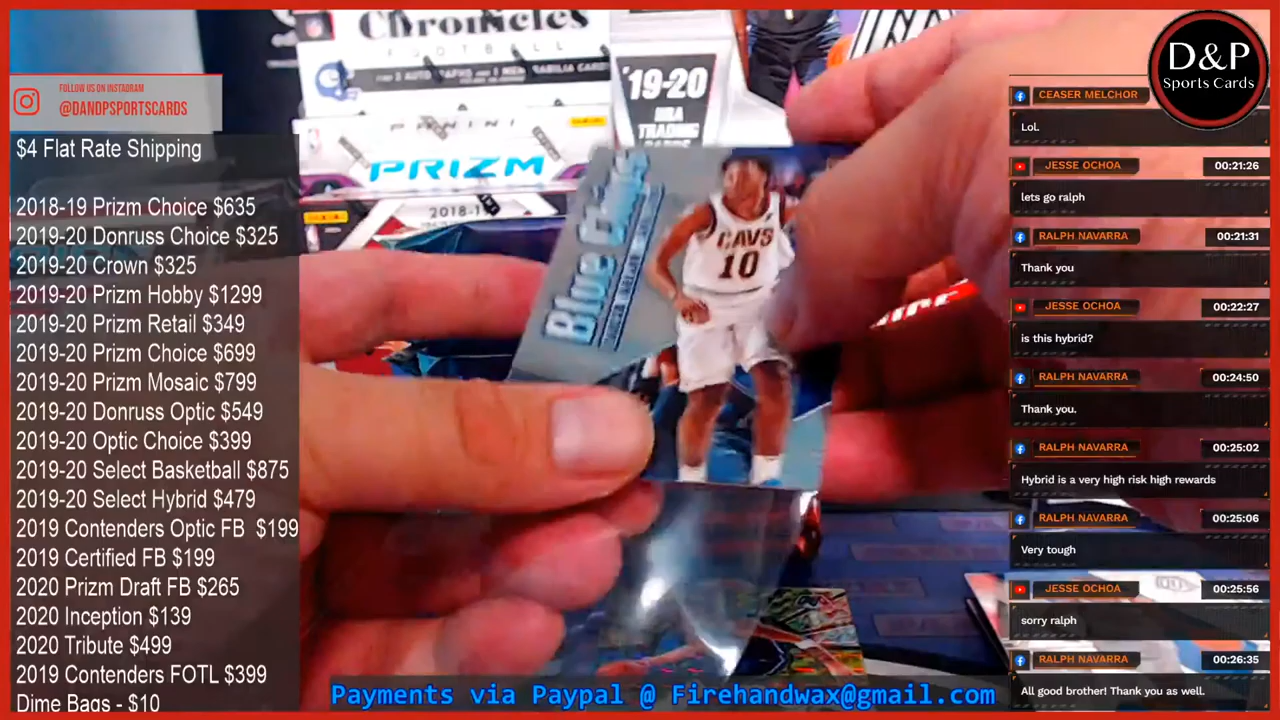 FOLLOW US ON INSTAGRAM
@DANDPSPORTSCARDS
$4 Flat Rate Shipping
2018-19 Prizm Choice $635
2019-20 Donruss Choice $325
2019-20 Crown $325
2019-20 Prizm Hobby $1299
2019-20 Prizm Retail $349
2019-20 Prizm Choice $699
2019-20 Prizm Mosaic $799
2019-20 Donruss Optic $549
2019-20 Optic Choice $399
2019-20 Select Basketball $875
2019-20 Select Hybrid $479
2019 Contenders Optic FB $199
2019 Certified FB $199
2020 Prizm Draft FB $265
2020 Inception $139
2020 Tribute $499
2019 Contenders FOTL $399
Dime Bags - $10
Chronicles
FOOTBALL
PANINI
PRIZM
2018-1
'19-20
NBA
TRADING
CARDS
Blue Chips
CAVS
10
Payments via Paypal @ Firehandwax@gmail.com
D&P
Sports Cards
CEASER MELCHOR
Lol.
JESSE OCHOA 00:21:26
lets go ralph
RALPH NAVARRA 00:21:31
Thank you
JESSE OCHOA 00:22:27
is this hybrid?
RALPH NAVARRA 00:24:50
Thank you.
RALPH NAVARRA 00:25:02
Hybrid is a very high risk high rewards
RALPH NAVARRA 00:25:06
Very tough
JESSE OCHOA 00:25:56
sorry ralph
RALPH NAVARRA 00:26:35
All good brother! Thank you as well.